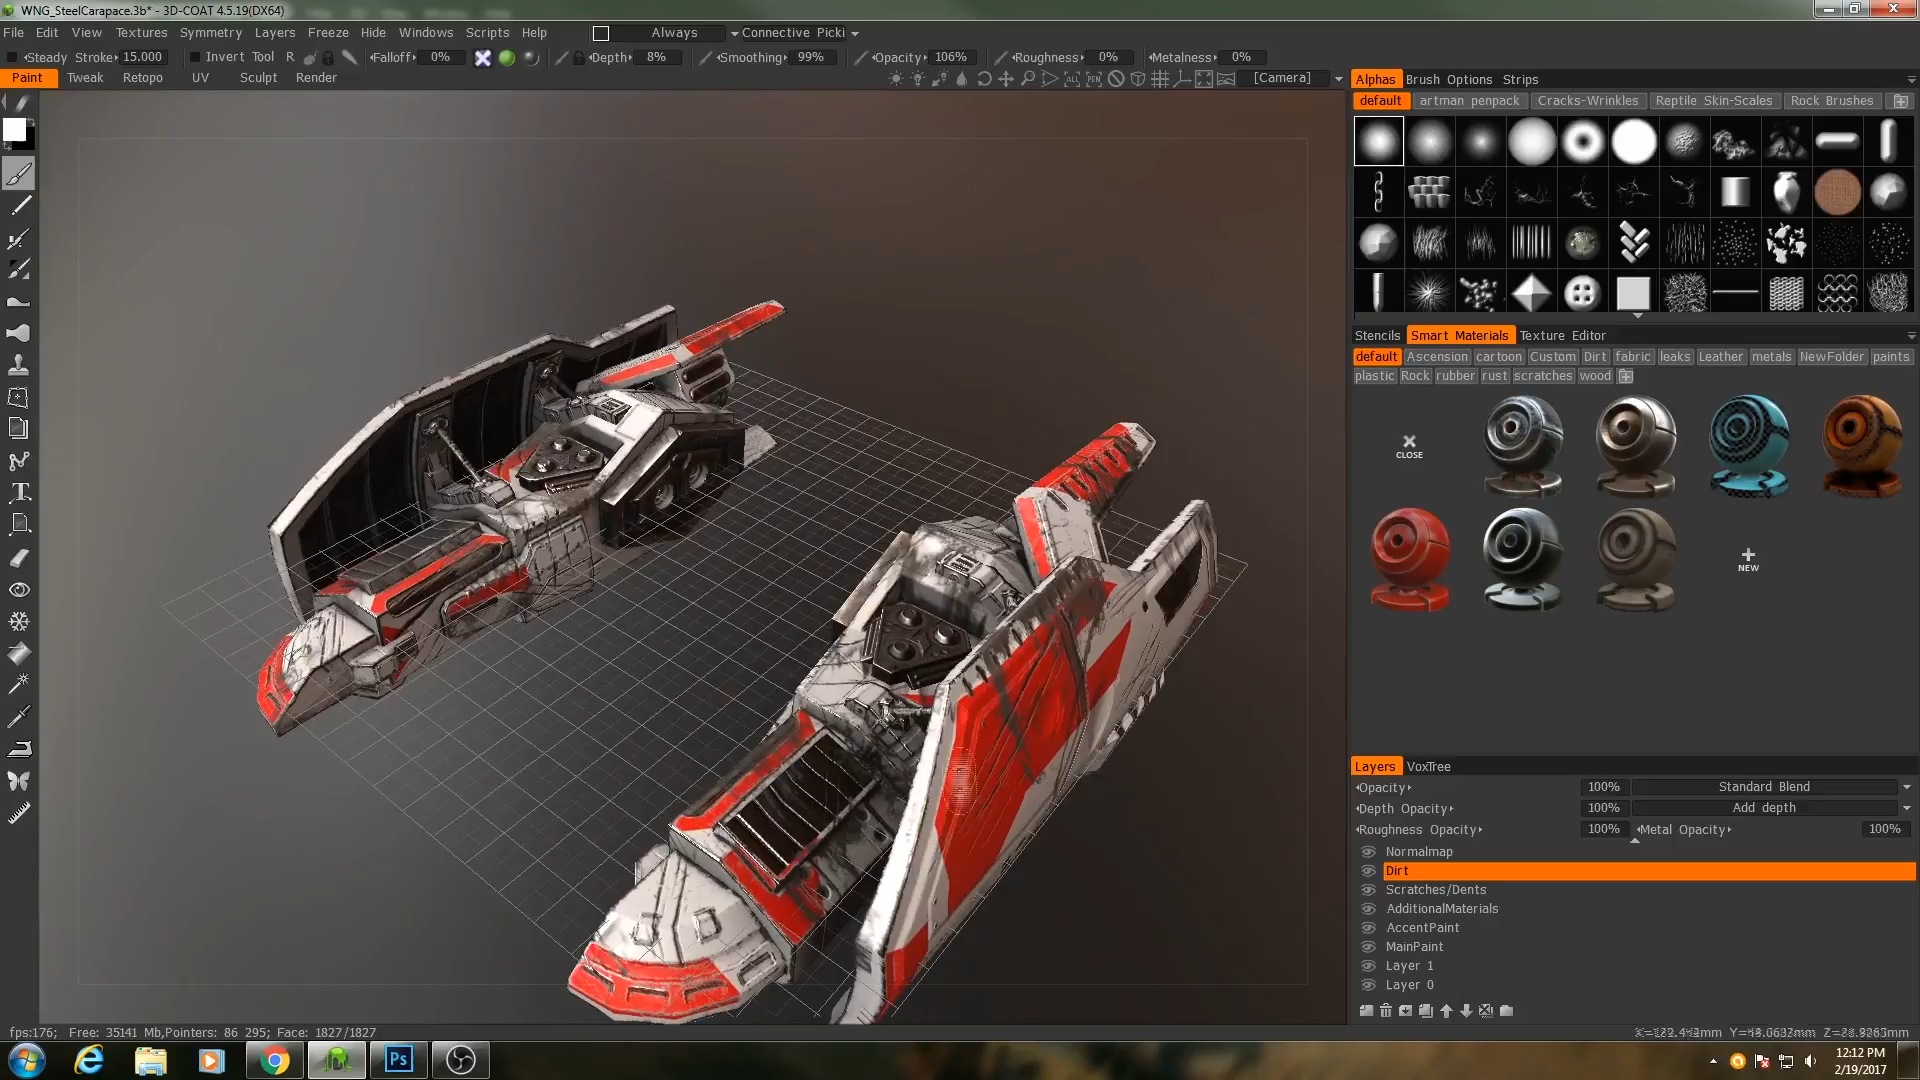 WNG_SteelCarapace.3b* - 3D-COAT 4.5.19(DX64)
File Edit View Textures Symmetry Layers Freeze Hide Windows Scripts Help Always Connective Picki
Steady Stroke 15.000 Invert Tool R Falloff 0% Depth 8% Smoothing 99% Opacity 106% Roughness 0% Metalness 0%
Paint Tweak Retopo UV Sculpt Render ALL PEN [Camera]
Alphas Brush Options Strips
default artman penpack Cracks-Wrinkles Reptile Skin-Scales Rock Brushes
Stencils Smart Materials Texture Editor
default Ascension cartoon Custom Dirt fabric leaks Leather metals NewFolder paints
plastic Rock rubber rust scratches wood
CLOSE
NEW
Layers VoxTree
Opacity 100% Standard Blend
Depth Opacity 100% Add depth
Roughness Opacity 100% Metal Opacity 100%
Normalmap
Dirt
Scratches/Dents
AdditionalMaterials
AccentPaint
MainPaint
Layer 1
Layer 0
fps:176; Free: 35141 Mb,Pointers: 86 295; Face: 1827/1827
Ps
12:12 PM
2/19/2017